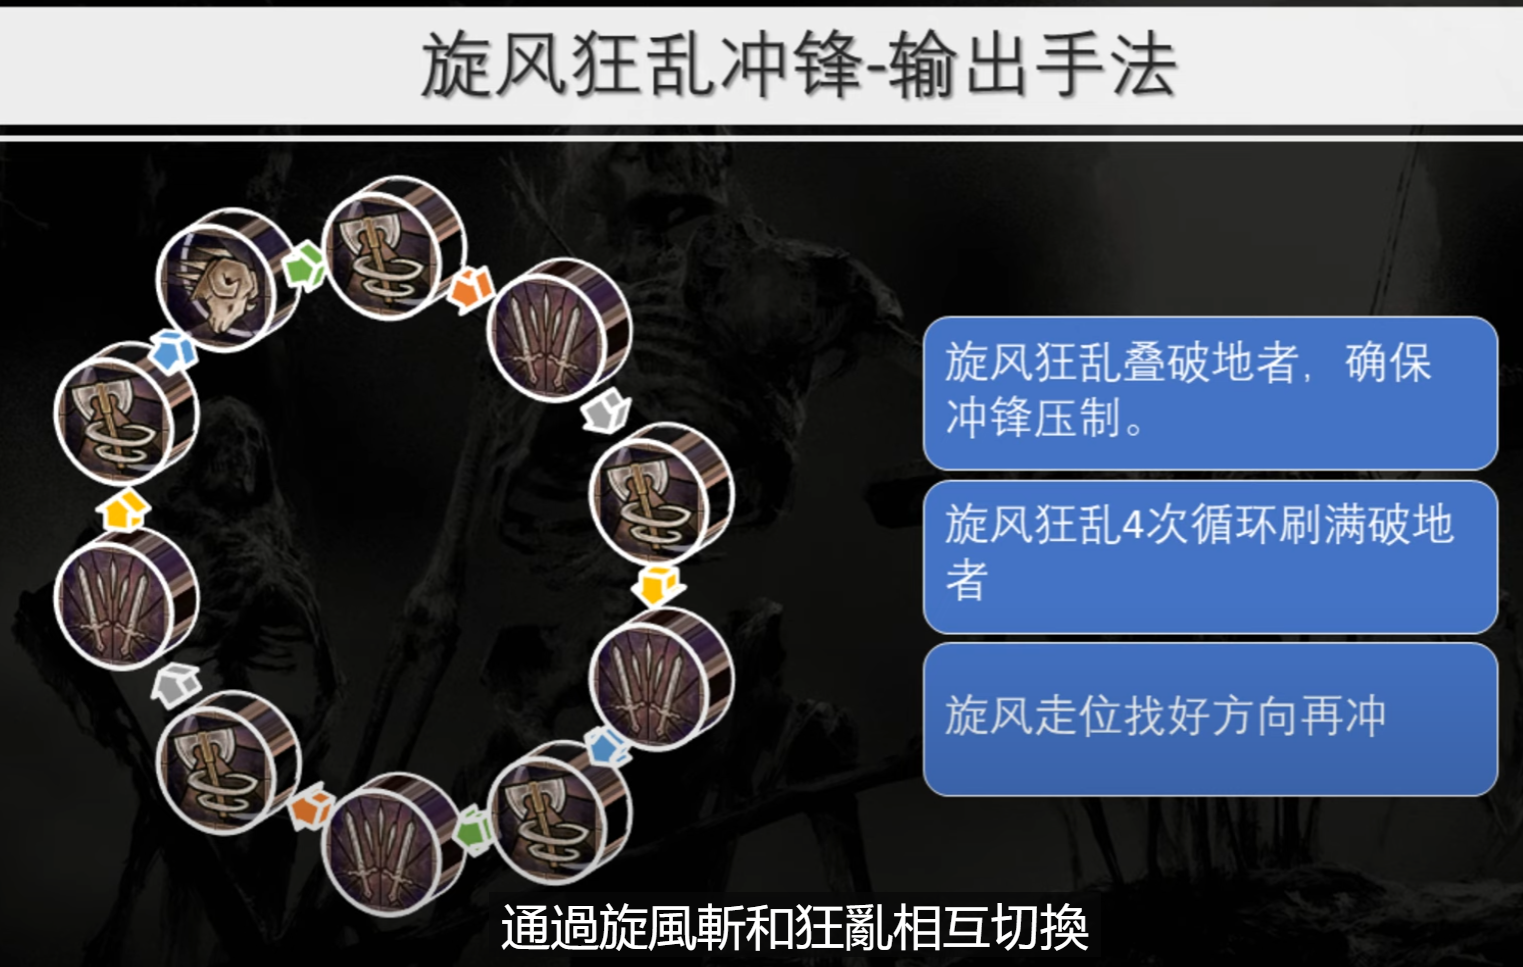 旋风狂乱冲锋-输出手法
旋风狂乱叠破地者，确保
冲锋压制。
旋风狂乱4次循环刷满破地
者
旋风走位找好方向再冲
通過旋風斬和狂亂相互切換